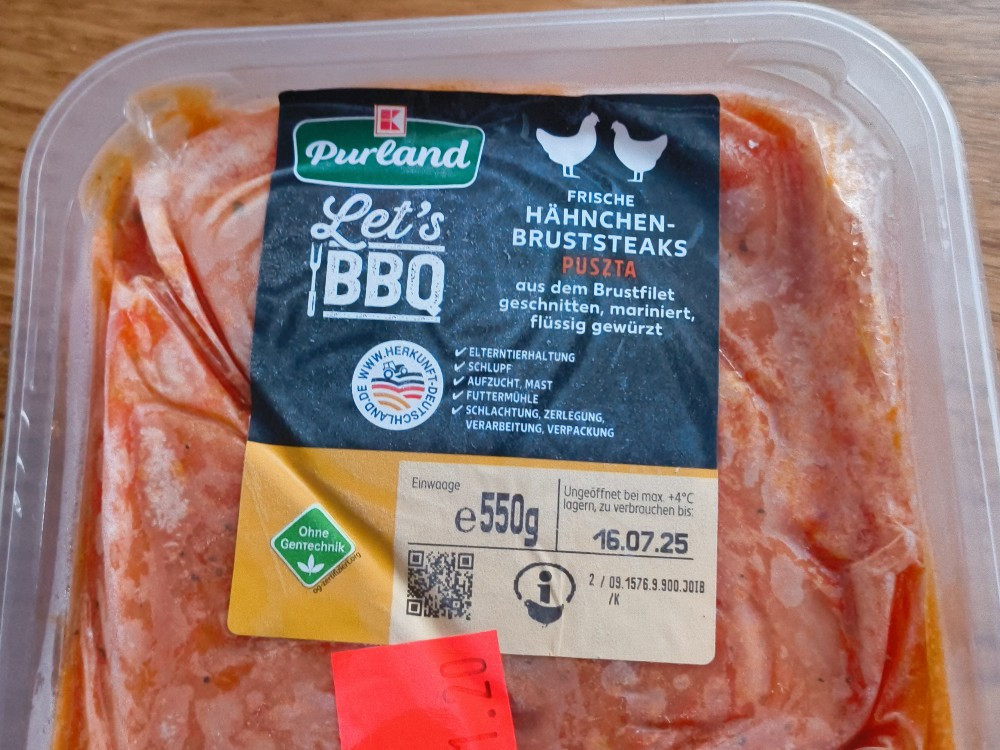 K
Purland
Let's
BBQ
FRISCHE
HÄHNCHEN-
BRUSTSTEAKS
PUSZTA
aus dem Brustfilet
geschnitten, mariniert,
flüssig gewürzt
WWW.HERKUNFT-DEUTSCHLAND.DE
✓ ELTERNTIERHALTUNG
✓ SCHLUPF
✓ AUFZUCHT, MAST
✓ FUTTERMÜHLE
✓ SCHLACHTUNG, ZERLEGUNG,
VERARBEITUNG, VERPACKUNG
Ohne
GenTechnik
Einwaage
e550g
Ungeöffnet bei max. +4°C
lagern, zu verbrauchen bis:
16.07.25
i
2 / 09.1576.9.900.JOIB
/K